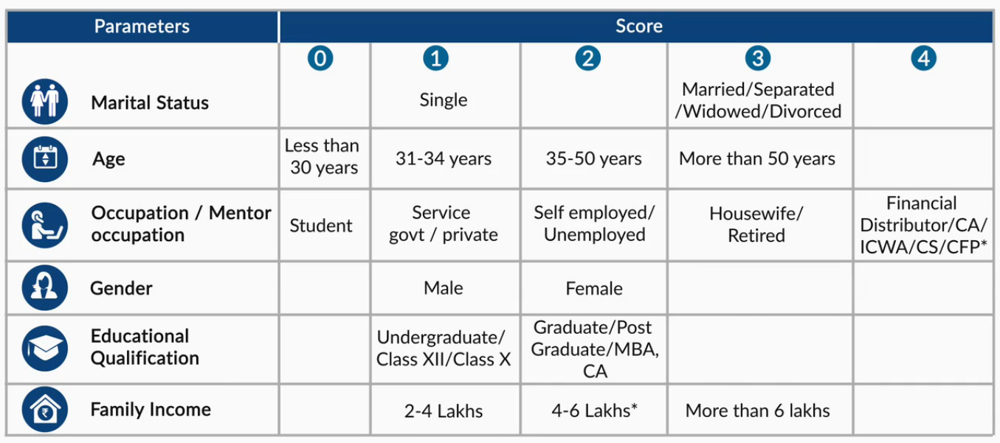 Parameters
Score
0
1
2
3
4
Marital Status
Single
Married/Separated
/Widowed/Divorced
Age
Less than
30 years
31-34 years
35-50 years
More than 50 years
Occupation / Mentor
occupation
Student
Service
govt / private
Self employed/
Unemployed
Housewife/
Retired
Financial
Distributor/CA/
ICWA/CS/CFP*
Gender
Male
Female
Educational
Qualification
Undergraduate/
Class XII/Class X
Graduate/Post
Graduate/MBA,
CA
Family Income
₹
2-4 Lakhs
4-6 Lakhs*
More than 6 lakhs